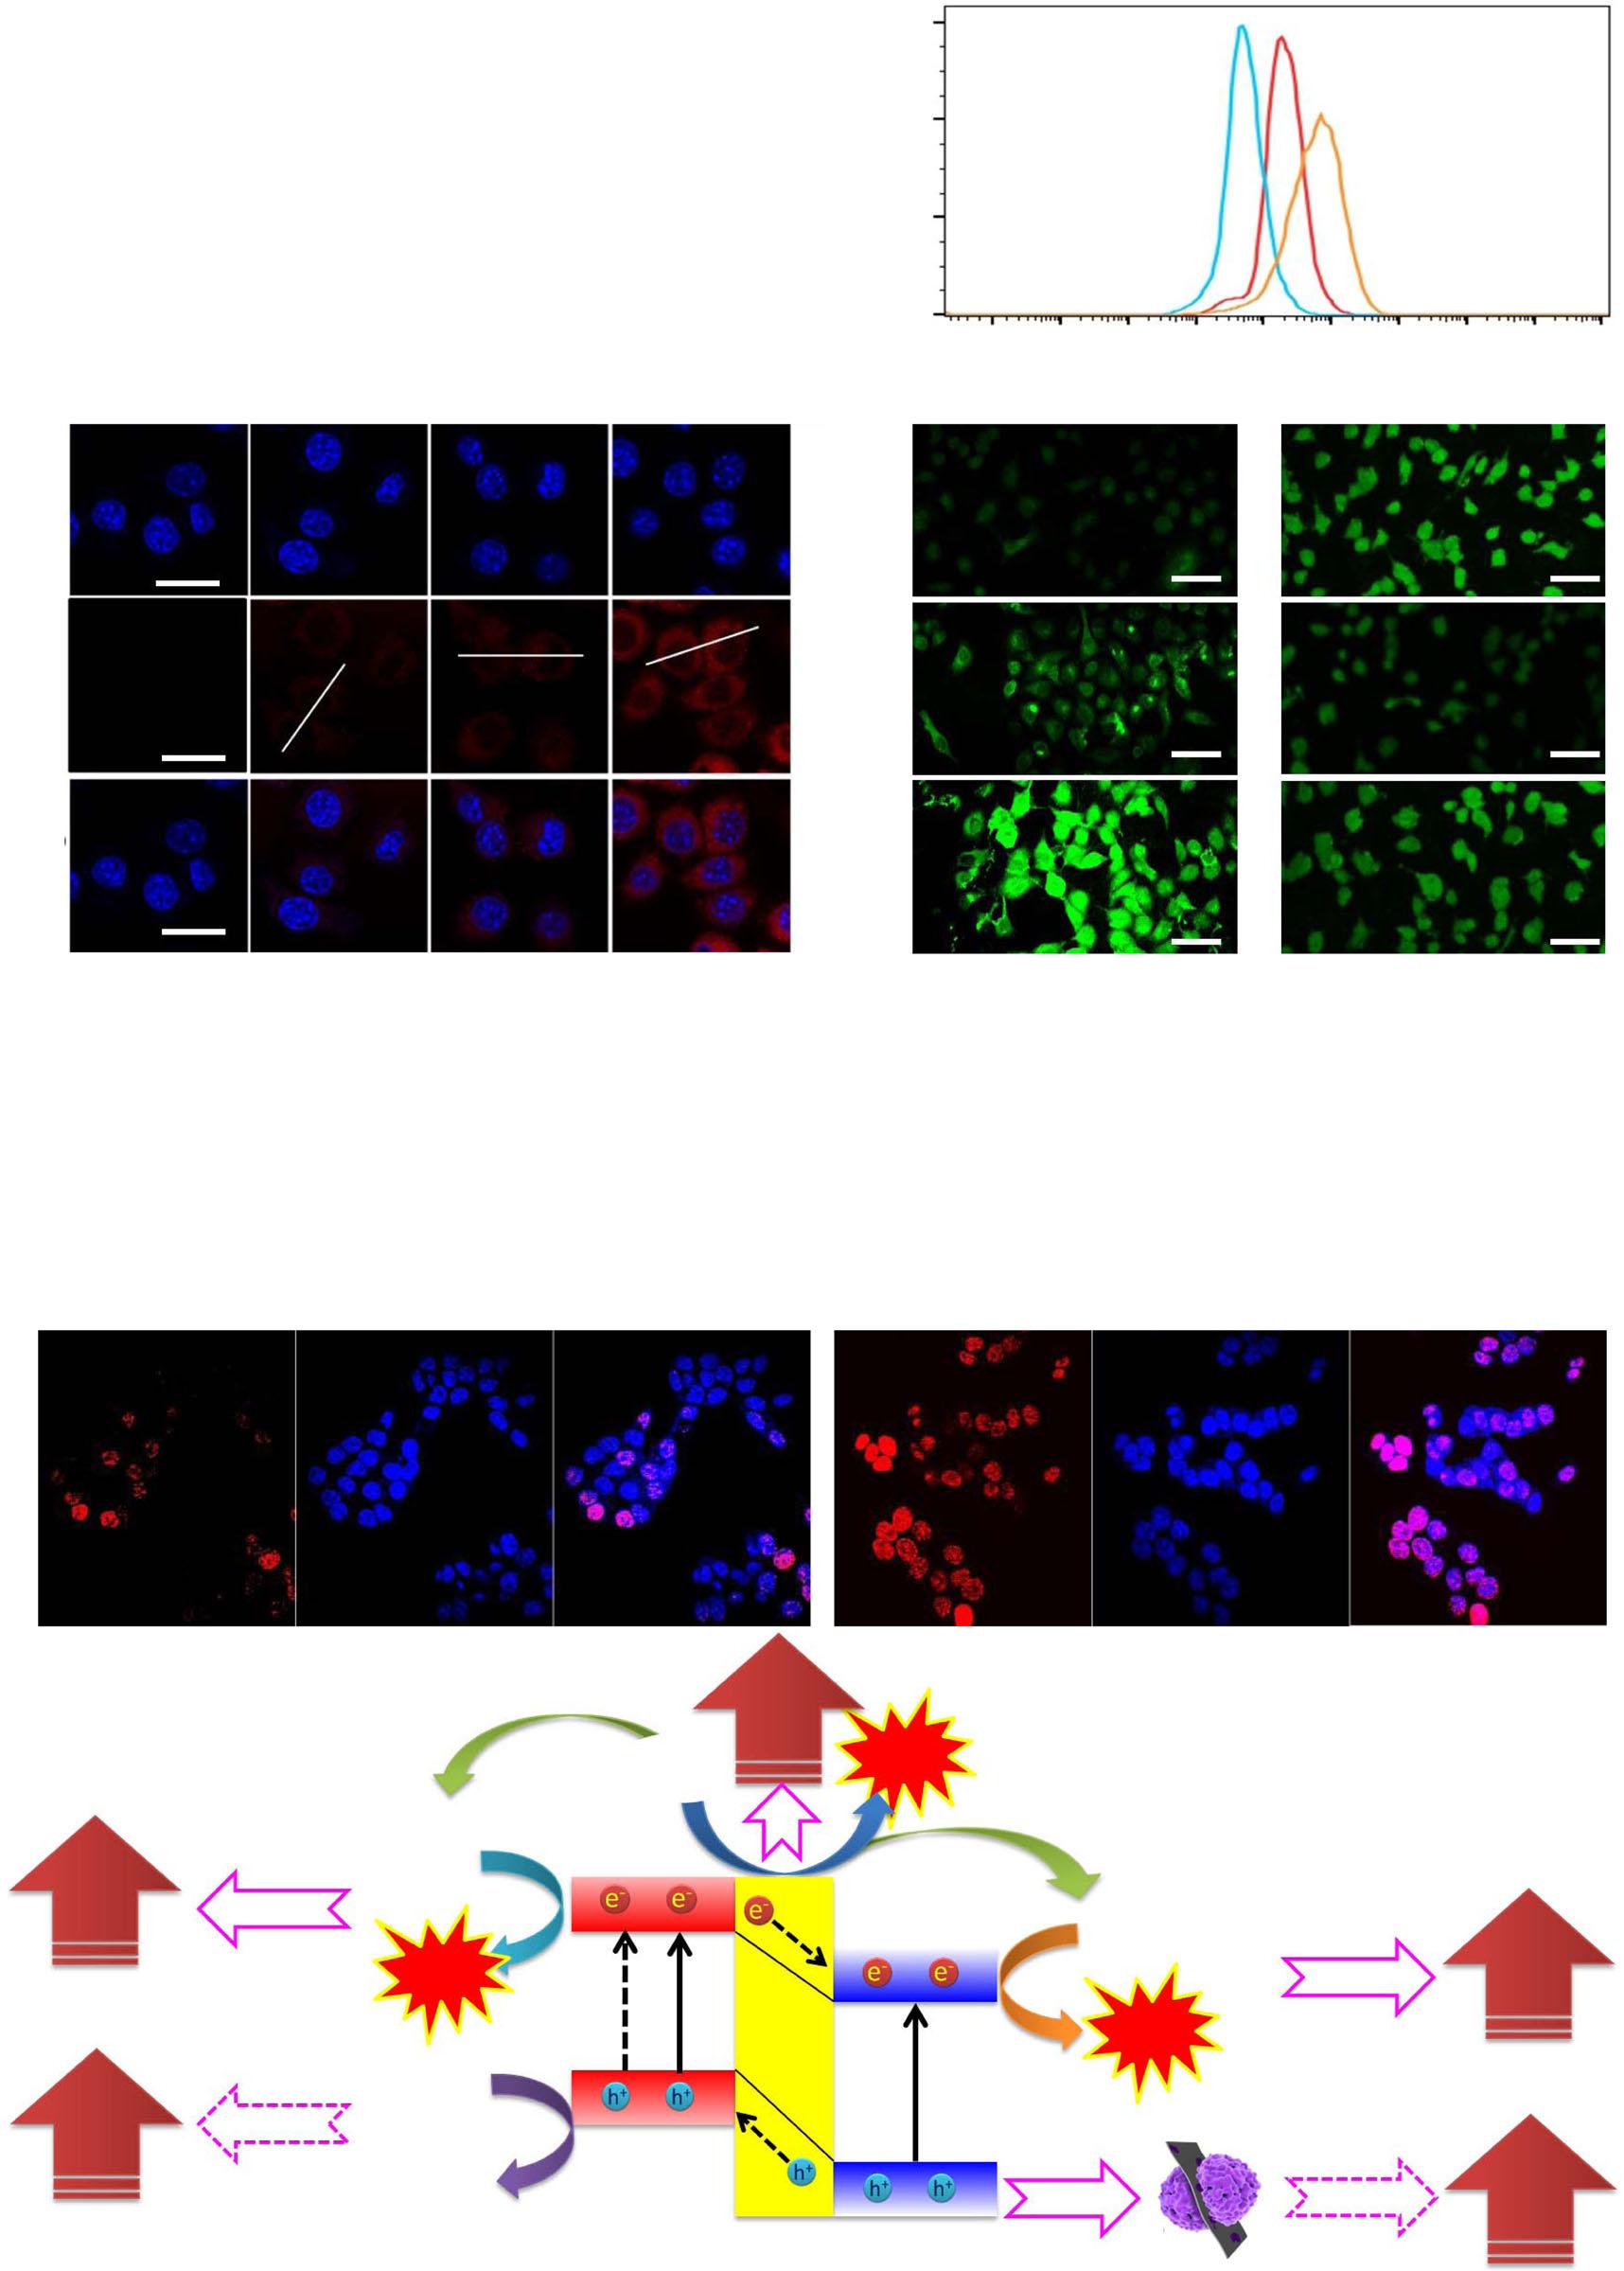 e⁻ e⁻ e⁻
e⁻ e⁻
h⁺ h⁺
h⁺
h⁺ h⁺